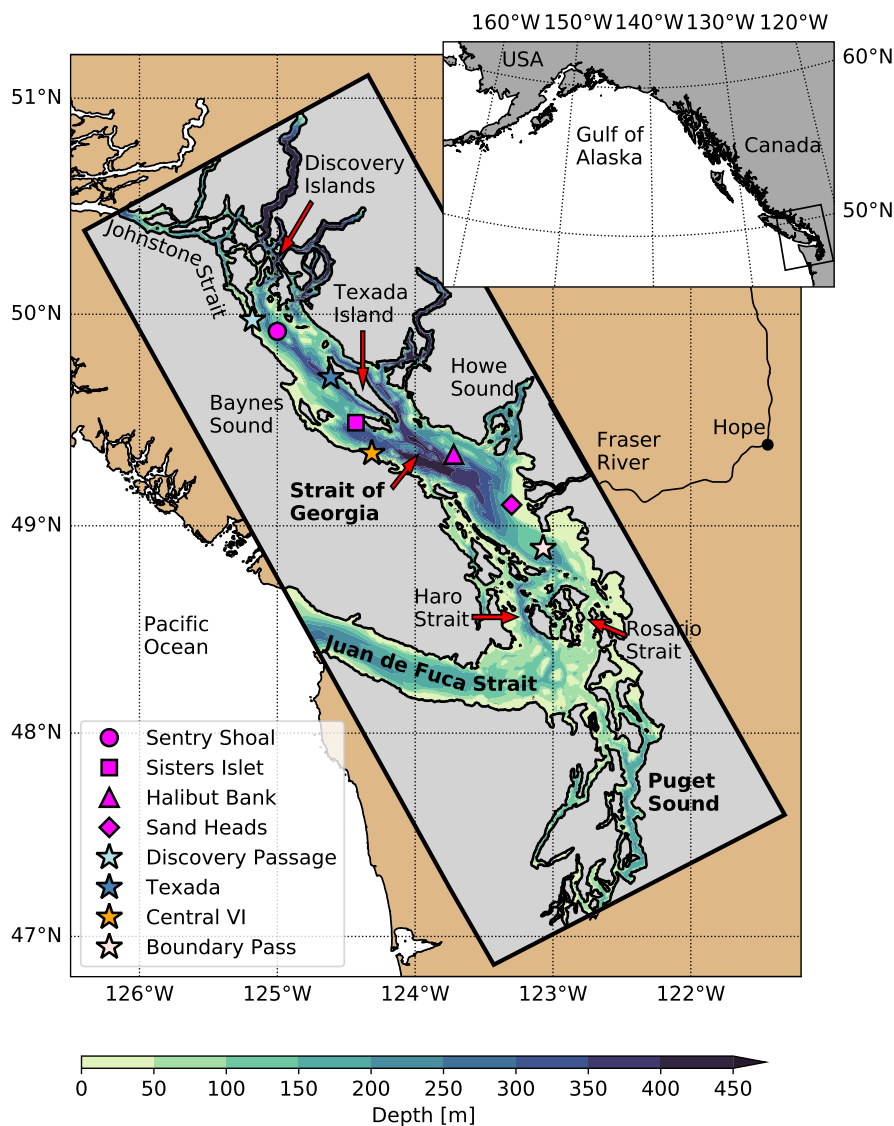 160°W
150°W
140°W
130°W
120°W
USA
60°N
Gulf of
Alaska
Canada
50°N
51°N
50°N
49°N
48°N
47°N
Discovery
Islands
Johnstone
Strait
Texada
Island
Howe
Sound
Baynes
Sound
Hope
Fraser
River
Strait of
Georgia
Haro
Strait
Rosario
Strait
Pacific
Ocean
Juan de Fuca Strait
Puget
Sound
Sentry Shoal
Sisters Islet
Halibut Bank
Sand Heads
Discovery Passage
Texada
Central VI
Boundary Pass
126°W
125°W
124°W
123°W
122°W
0
50
100
150
200
250
300
350
400
450
Depth [m]